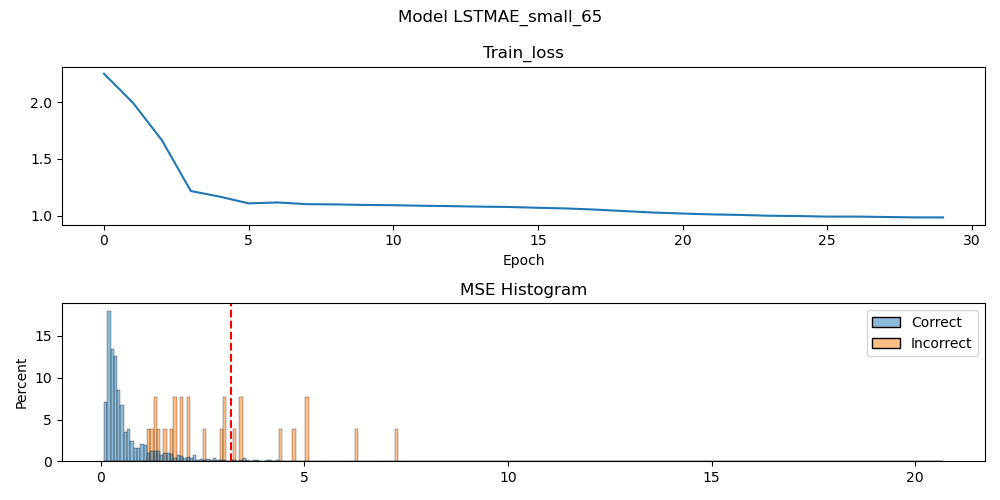 Model LSTMAE_small_65
Train_loss
2.0
1.5
1.0
0 5 10 15 20 25 30
Epoch
MSE Histogram
Correct
Incorrect
Percent
15
10
5
0
0 5 10 15 20